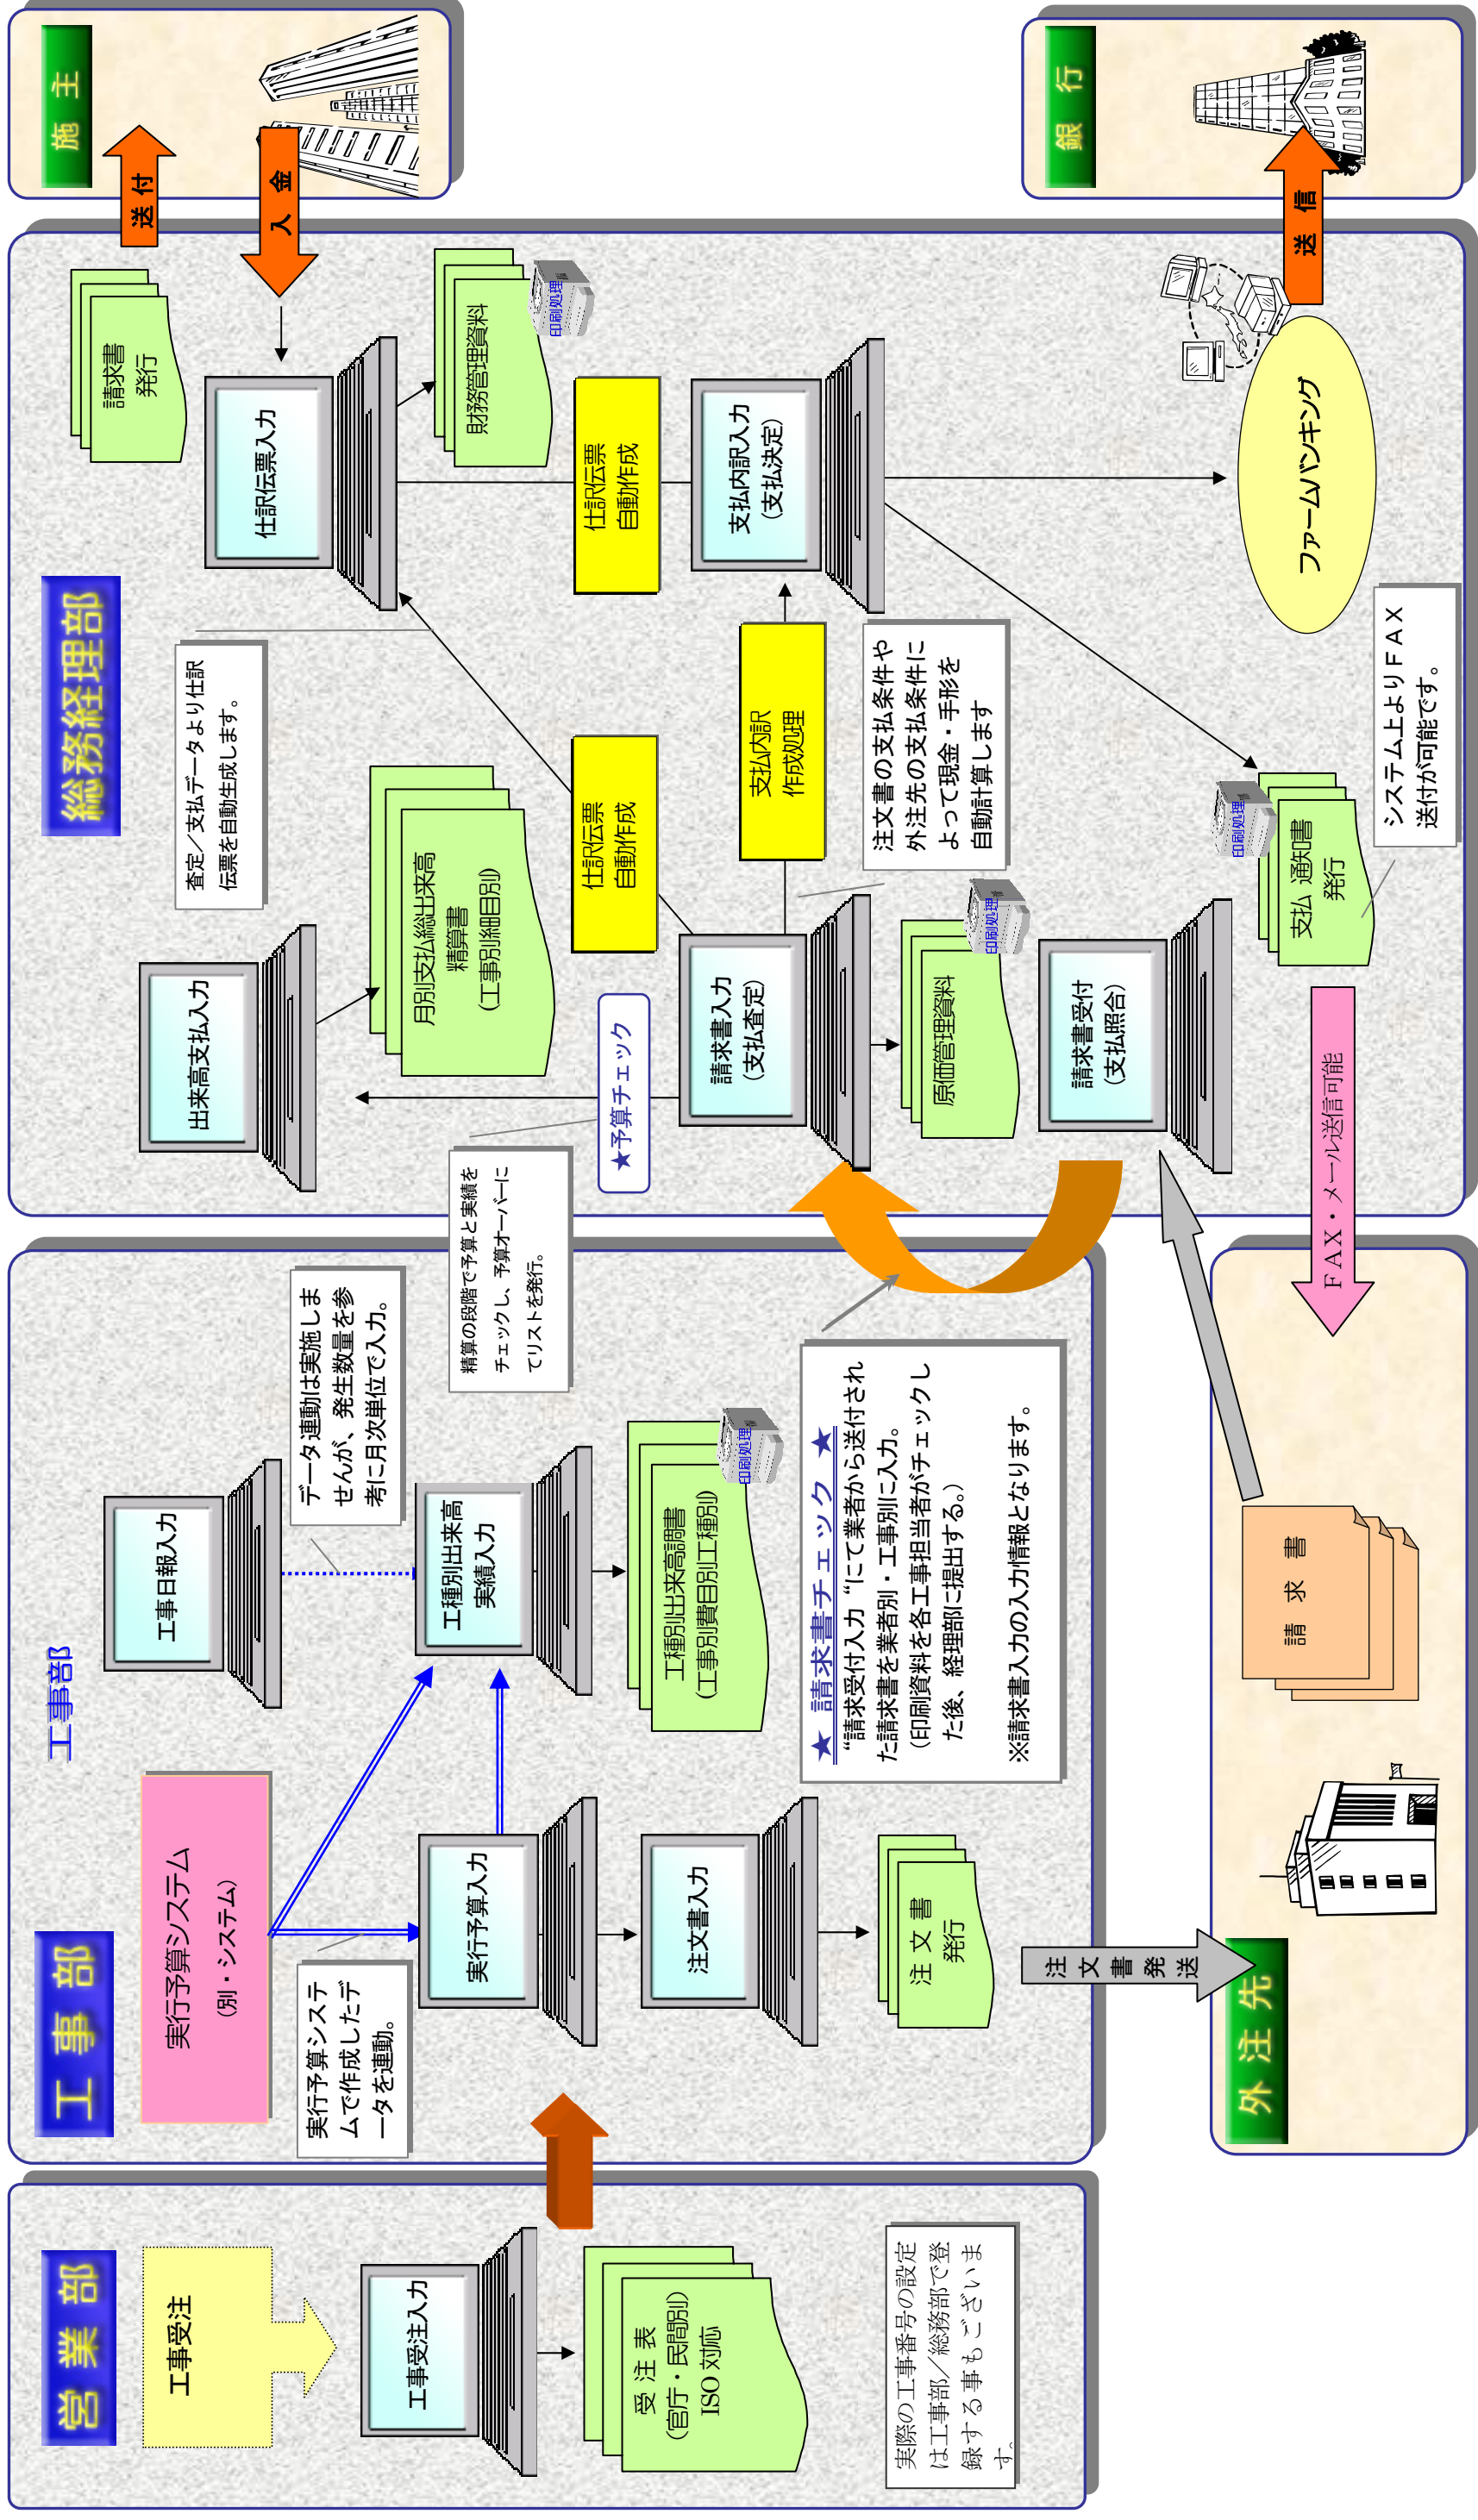 営業部
工事受注
工事受注入力
受注表
(官庁・民間別)
ISO 対応
実際の工事番号の設定
は工事部／総務部で登
録する事もございま
す。
工事部
工事部
実行予算システム
(別・システム)
実行予算システ
ムで作成したデ
ータを連動。
実行予算入力
注文書入力
注文書
発行
注文書発送
工事日報入力
データ連動は実施しま
せんが、発生数量を参
考に月次単位で入力。
工種別出来高
実績入力
工種別出来高調書
(工事別費目別工種別)
印刷処理
★ 請求書チェック ★
“請求受付入力“にて業者から送付され
た請求書を業者別・工事別に入力。
(印刷資料を各工事担当者がチェックし
た後、経理部に提出する。)
※請求書入力の入力情報となります。
外注先
請求書
FAX・メール送信可能
総務経理部
出来高支払入力
査定／支払データより仕訳
伝票を自動生成します。
月別支払総出来高
精算書
(工事別細目別)
精算の段階で予算と実績を
チェックし、予算オーバーに
てリストを発行。
★予算チェック
仕訳伝票
自動作成
請求書入力
(支払査定)
原価管理資料
印刷処理
請求書受付
(支払照合)
支払内訳
作成処理
注文書の支払条件や
外注先の支払条件に
よって現金・手形を
自動計算します
印刷処理
支払 通知書
発行
システム上よりＦＡＸ
送付が可能です。
請求書
発行
仕訳伝票入力
財務管理資料
印刷処理
仕訳伝票
自動作成
支払内訳入力
(支払決定)
ファームバンキング
施主
送付
入金
銀行
送信